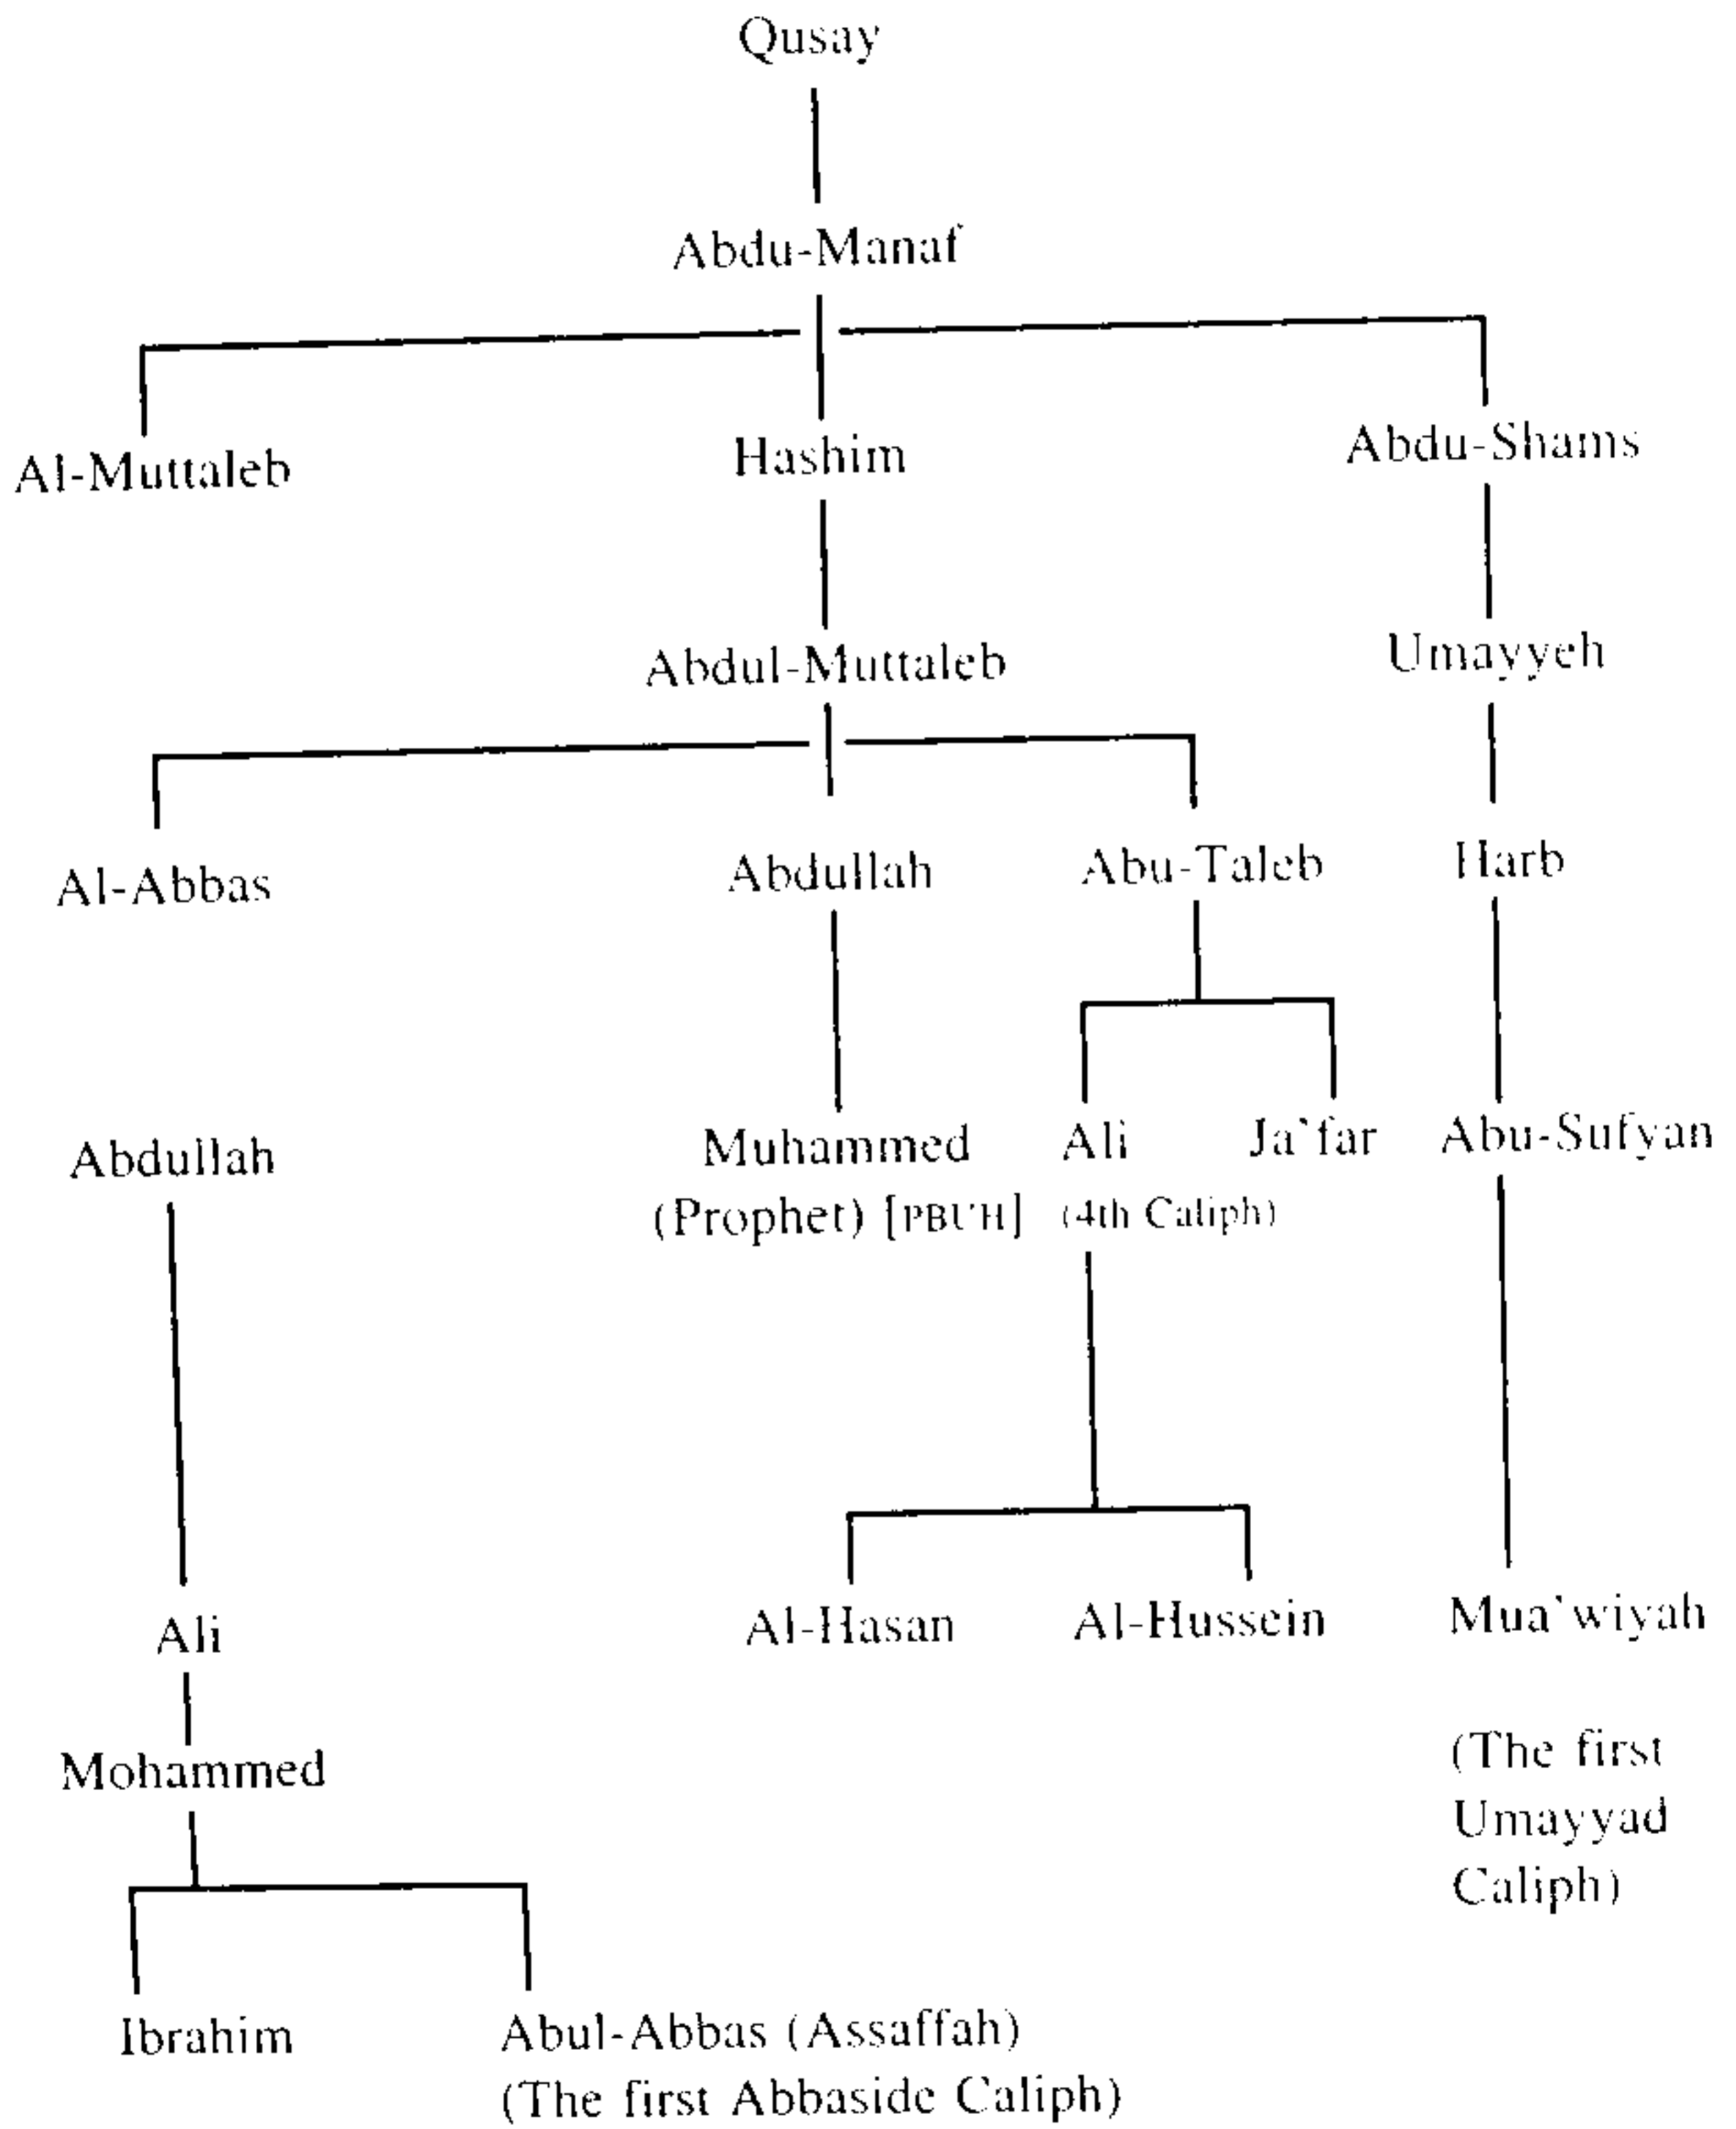 Qusay
Abdu-Manaf
Al-Muttaleb Hashim Abdu-Shams
Abdul-Muttaleb Umayyeh
Al-Abbas Abdullah Abu-Taleb Harb
Abdullah Muhammed Ali Ja`far Abu-Sufyan
(Prophet) [PBUH] (4th Caliph)
Ali Al-Hasan Al-Hussein Mua`wiyah
Mohammed (The first
Umayyad
Caliph)
Ibrahim Abul-Abbas (Assaffah)
(The first Abbaside Caliph)